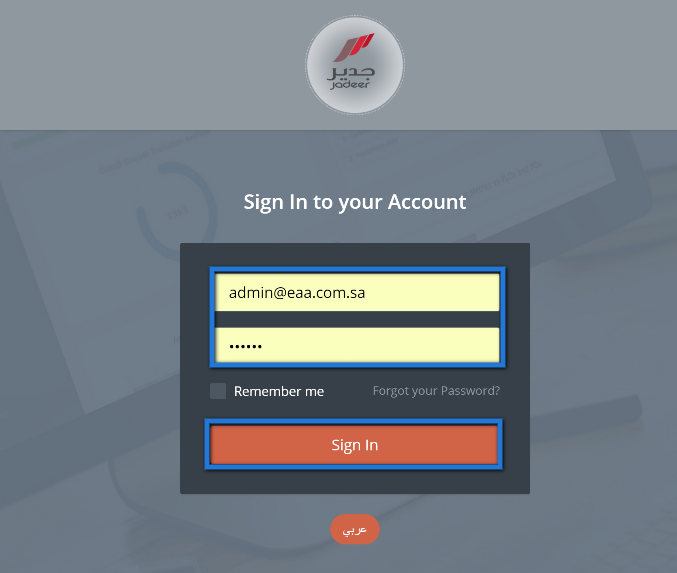 جدير
jadeer
Sign In to your Account
admin@eaa.com.sa
••••••
Remember me
Forgot your Password?
Sign In
عربي